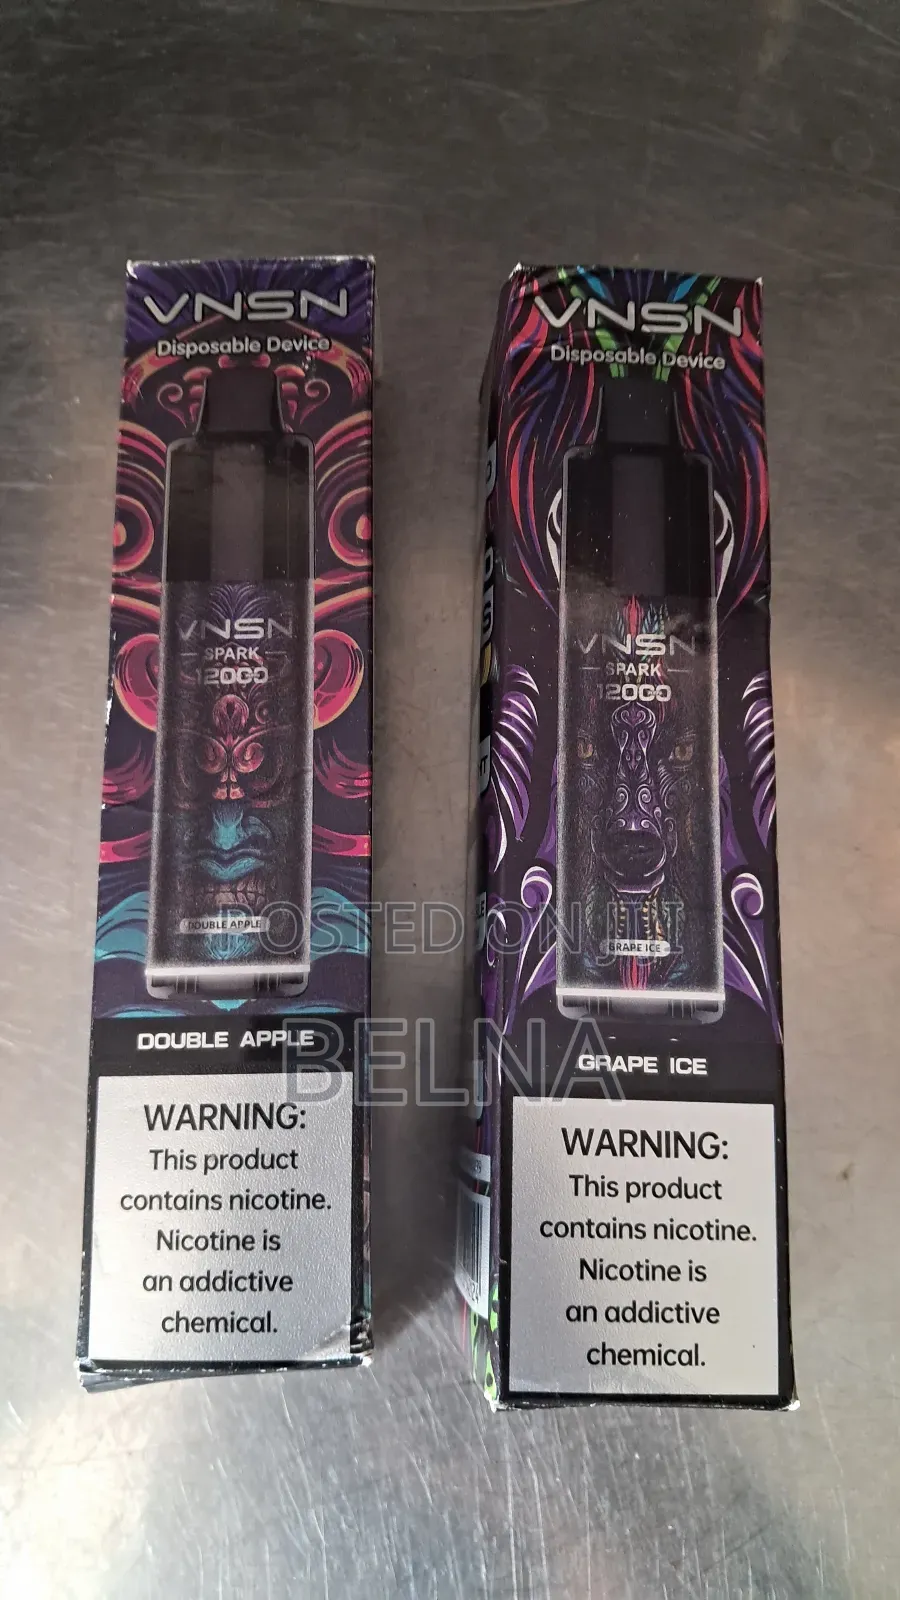 VNSN
Disposable Device
VNSN
SPARK
12000
DOUBLE APPLE
DOUBLE APPLE
WARNING:
This product
contains nicotine.
Nicotine is
an addictive
chemical.
VNSN
Disposable Device
VNSN
SPARK
12000
GRAPE ICE
GRAPE ICE
WARNING:
This product
contains nicotine.
Nicotine is
an addictive
chemical.
POSTED ON JIJI
BELNA